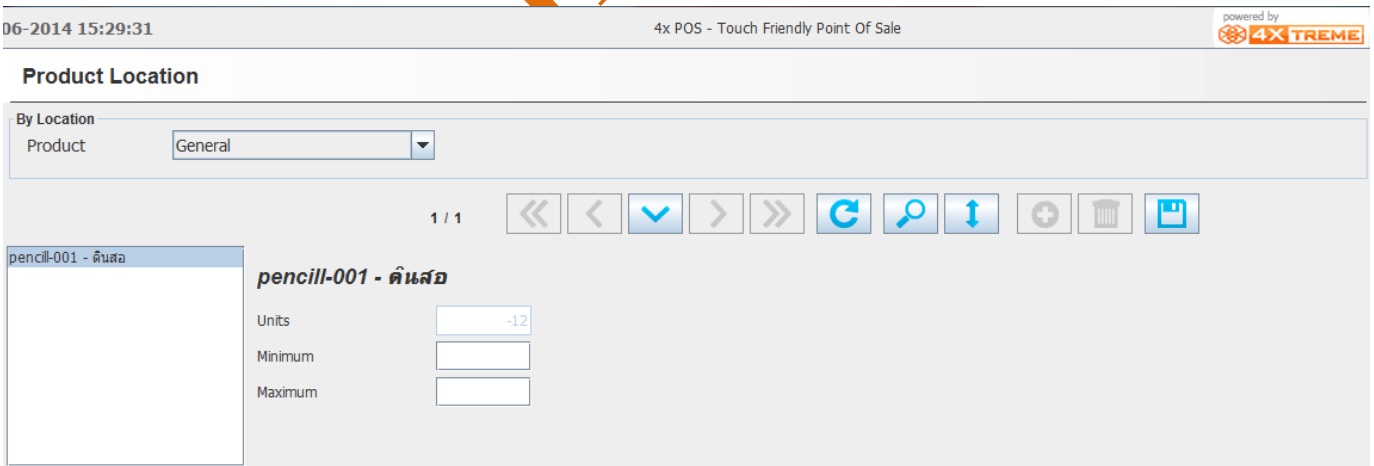 06-2014 15:29:31
4x POS - Touch Friendly Point Of Sale
powered by
4X TREME
Product Location
By Location
Product
General
1 / 1
pencill-001 - ดินสอ
pencill-001 - ดินสอ
Units
-12
Minimum
Maximum